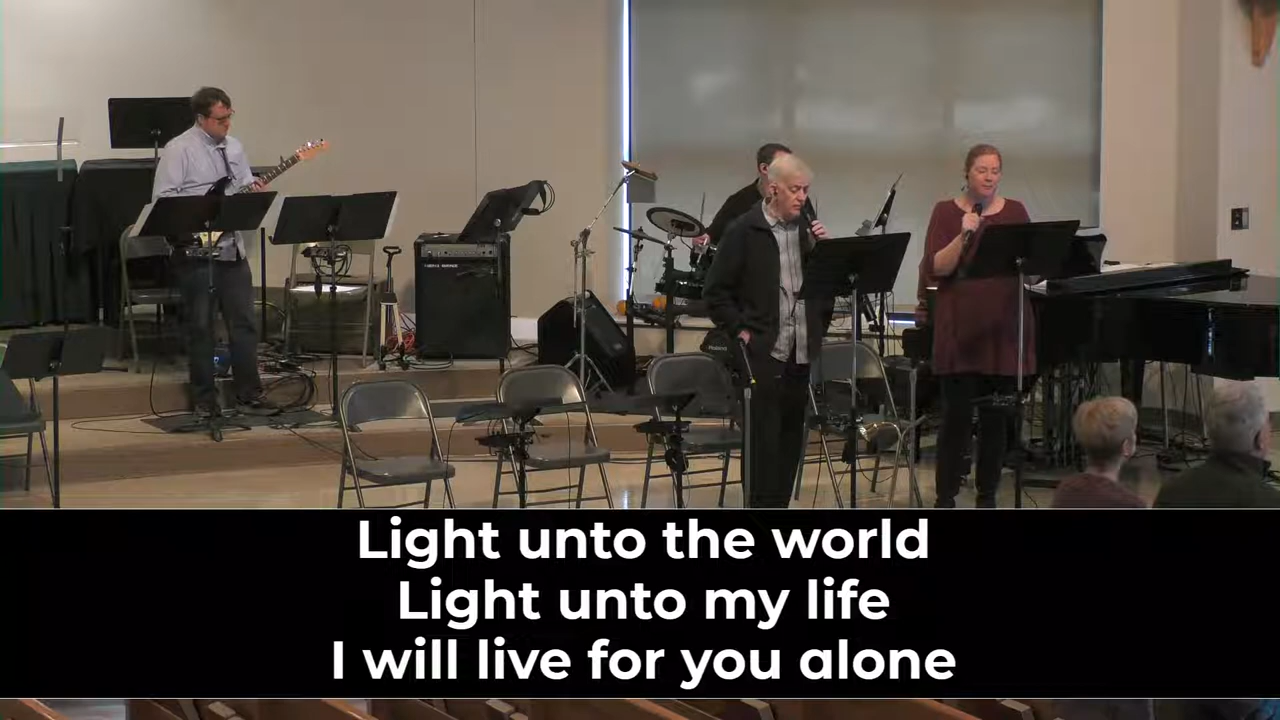 Light unto the world
Light unto my life
I will live for you alone